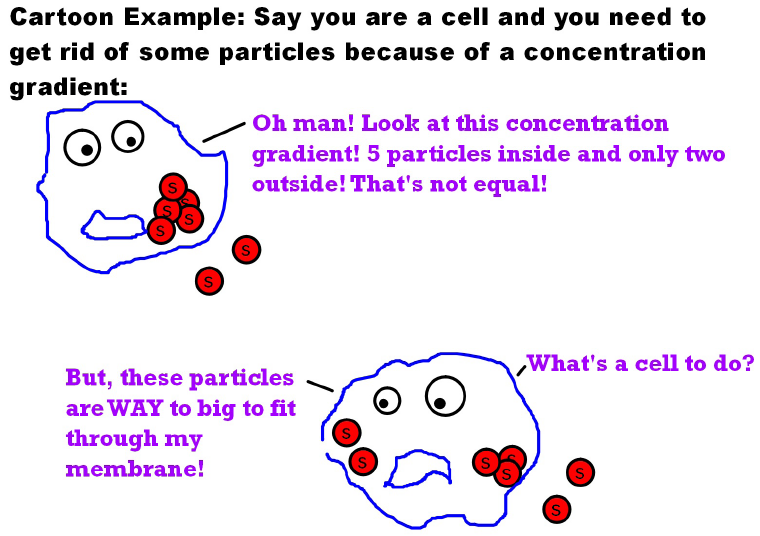 Cartoon Example: Say you are a cell and you need to
get rid of some particles because of a concentration
gradient:
Oh man! Look at this concentration
gradient! 5 particles inside and only two
outside! That's not equal!
S
S
S
S
S
S
S
What's a cell to do?
But, these particles
are WAY to big to fit
through my
membrane!
S
S
S
S
S
S
S